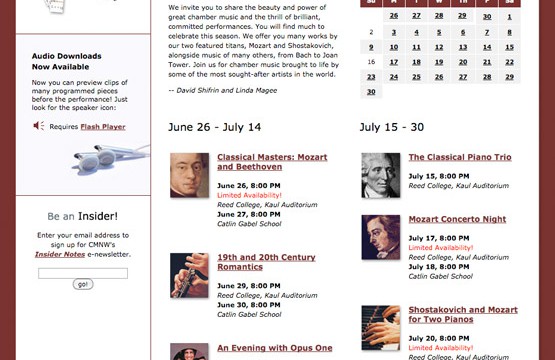 Audio Downloads
Now Available
Now you can preview clips of
many programmed pieces
before the performance! Just
look for the speaker icon:
Requires Flash Player
Be an Insider!
Enter your email address to
sign up for CMNW's
Insider Notes e-newsletter.
go!
We invite you to share the beauty and power of
great chamber music and the thrill of brilliant,
committed performances. You will find much to
celebrate this season. We offer you many works by
our two featured titans, Mozart and Shostakovich,
alongside music of many others, from Bach to Joan
Tower. Join us for chamber music brought to life by
some of the most sought-after artists in the world.
-- David Shifrin and Linda Magee
26 27 28 29 30 1
2 3 4 5 6 7 8
9 10 11 12 13 14 15
16 17 18 19 20 21 22
23 24 25 26 27 28 29
30
June 26 - July 14
Classical Masters: Mozart
and Beethoven
June 26, 8:00 PM
Limited Availability!
Reed College, Kaul Auditorium
June 27, 8:00 PM
Catlin Gabel School
19th and 20th Century
Romantics
June 29, 8:00 PM
Reed College, Kaul Auditorium
June 30, 8:00 PM
Catlin Gabel School
An Evening with Opus One
July 15 - 30
The Classical Piano Trio
July 15, 8:00 PM
Reed College, Kaul Auditorium
Mozart Concerto Night
July 17, 8:00 PM
Limited Availability!
Reed College, Kaul Auditorium
July 18, 8:00 PM
Catlin Gabel School
Shostakovich and Mozart
for Two Pianos
July 20, 8:00 PM
Limited Availability!
Reed College, Kaul Auditorium